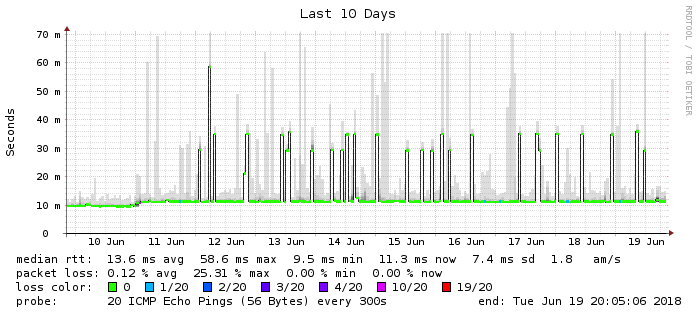 Last 10 Days
RRDTOOL / TOBI OETIKER
Seconds
70 m
60 m
50 m
40 m
30 m
20 m
10 m
0
10 Jun 11 Jun 12 Jun 13 Jun 14 Jun 15 Jun 16 Jun 17 Jun 18 Jun 19 Jun
median rtt: 13.6 ms avg 58.6 ms max 9.5 ms min 11.3 ms now 7.4 ms sd 1.8 am/s
packet loss: 0.12 % avg 25.31 % max 0.00 % min 0.00 % now
loss color: 0 1/20 2/20 3/20 4/20 10/20 19/20
probe: 20 ICMP Echo Pings (56 Bytes) every 300s end: Tue Jun 19 20:05:06 2018